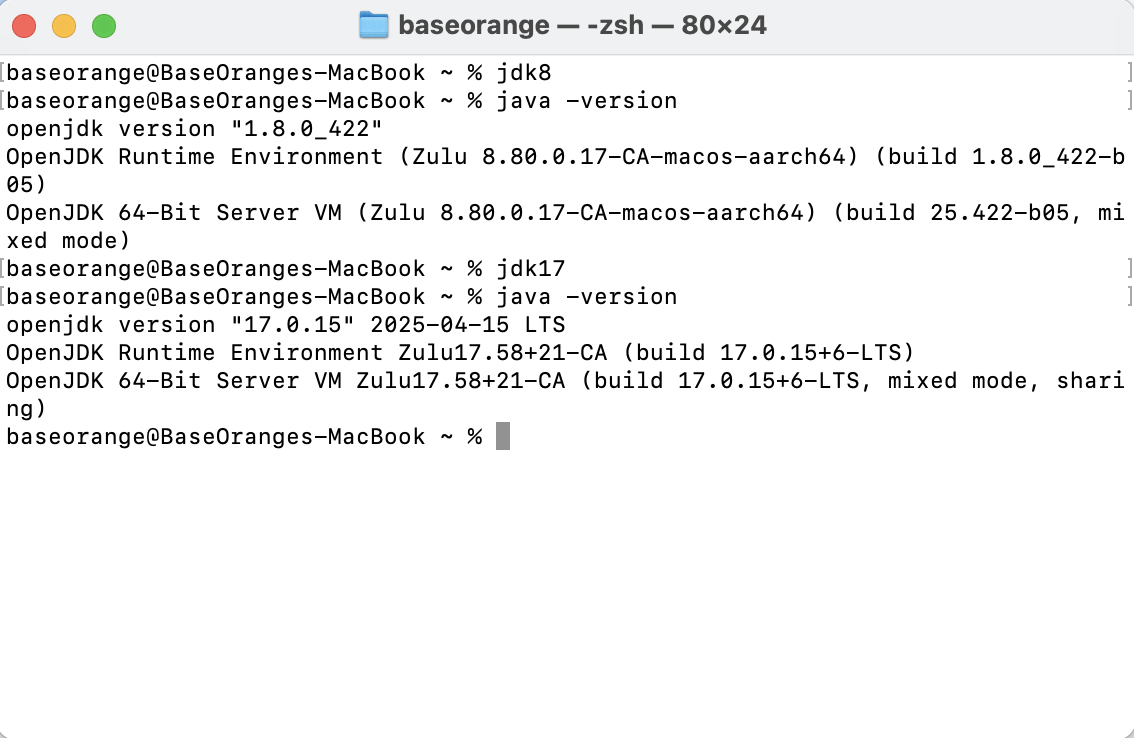 baseorange — -zsh — 80×24
[baseorange@BaseOranges-MacBook ~ % jdk8 ]
[baseorange@BaseOranges-MacBook ~ % java -version ]
openjdk version "1.8.0_422"
OpenJDK Runtime Environment (Zulu 8.80.0.17-CA-macos-aarch64) (build 1.8.0_422-b
05)
OpenJDK 64-Bit Server VM (Zulu 8.80.0.17-CA-macos-aarch64) (build 25.422-b05, mi
xed mode)
[baseorange@BaseOranges-MacBook ~ % jdk17 ]
[baseorange@BaseOranges-MacBook ~ % java -version ]
openjdk version "17.0.15" 2025-04-15 LTS
OpenJDK Runtime Environment Zulu17.58+21-CA (build 17.0.15+6-LTS)
OpenJDK 64-Bit Server VM Zulu17.58+21-CA (build 17.0.15+6-LTS, mixed mode, shari
ng)
baseorange@BaseOranges-MacBook ~ %